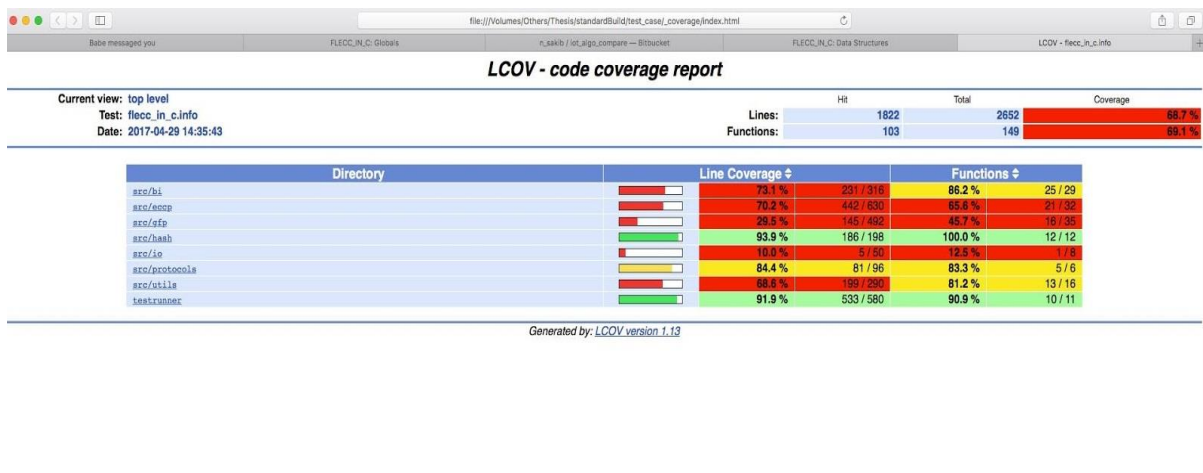 file:///Volumes/Others/Thesis/standardBuild/test_case/_coverage/index.html
Babe messaged you FLECC_IN_C: Globals n_sakib / iot_algo_compare — Bitbucket FLECC_IN_C: Data Structures LCOV - flecc_in_c.info
LCOV - code coverage report
Current view: top level Hit Total Coverage
Test: flecc_in_c.info Lines: 1822 2652 68.7 %
Date: 2017-04-29 14:35:43 Functions: 103 149 69.1 %
Directory Line Coverage Functions
src/bi 73.1 % 231 / 316 86.2 % 25 / 29
src/eccp 70.2 % 442 / 630 65.6 % 21 / 32
src/gfp 29.5 % 145 / 492 45.7 % 16 / 35
src/hash 93.9 % 186 / 198 100.0 % 12 / 12
src/io 10.0 % 5 / 50 12.5 % 1 / 8
src/protocols 84.4 % 81 / 96 83.3 % 5 / 6
src/utils 68.6 % 199 / 290 81.2 % 13 / 16
testrunner 91.9 % 533 / 580 90.9 % 10 / 11
Generated by: LCOV version 1.13